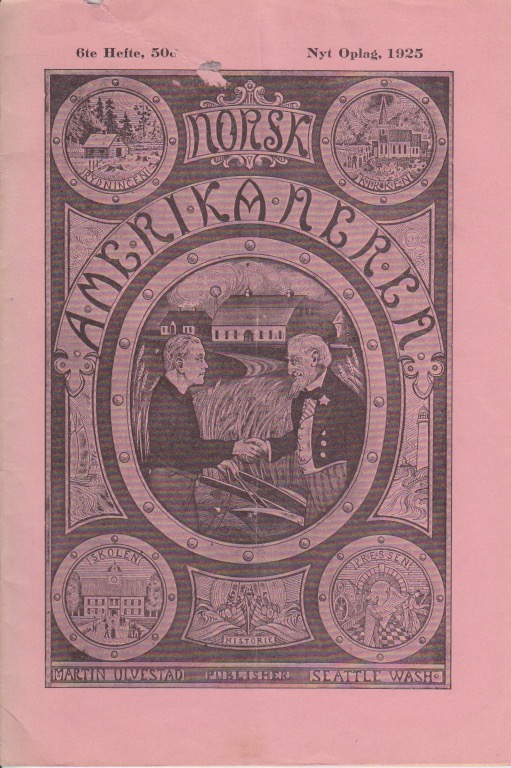 6te Hefte, 50c
Nyt Oplag, 1925
NORSK
RYDNINGEN
KIRKEN
AMERIKANEREN
SKOLEN
PRESSEN
HISTORIE
MARTIN ULVESTAD PUBLISHER SEATTLE WASH.